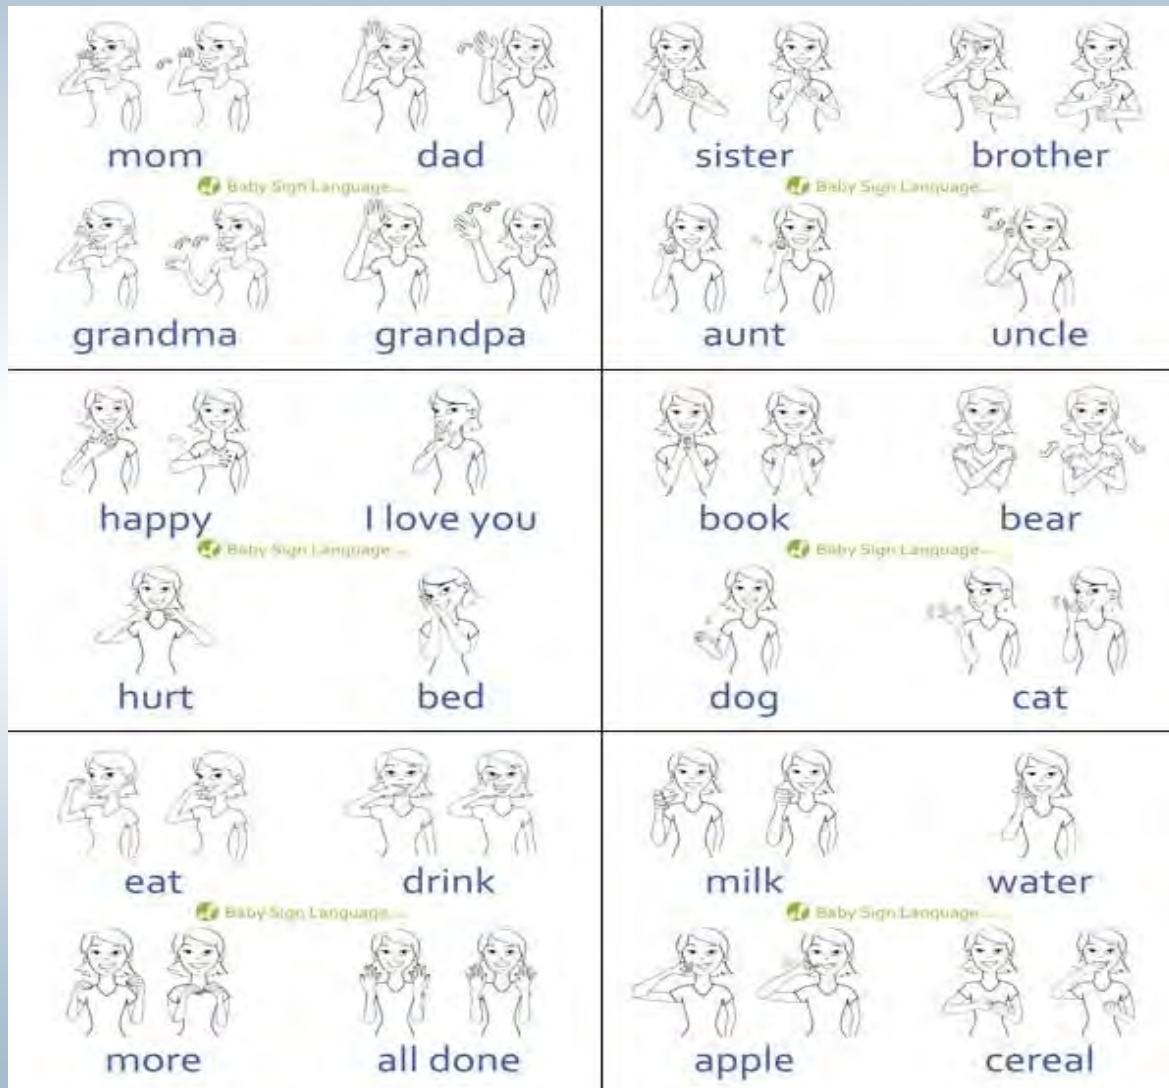 mom dad
Baby Sign Language
grandma grandpa
sister brother
Baby Sign Language
aunt uncle
happy I love you
Baby Sign Language
hurt bed
book bear
Baby Sign Language
dog cat
eat drink
Baby Sign Language
more all done
milk water
Baby Sign Language
apple cereal